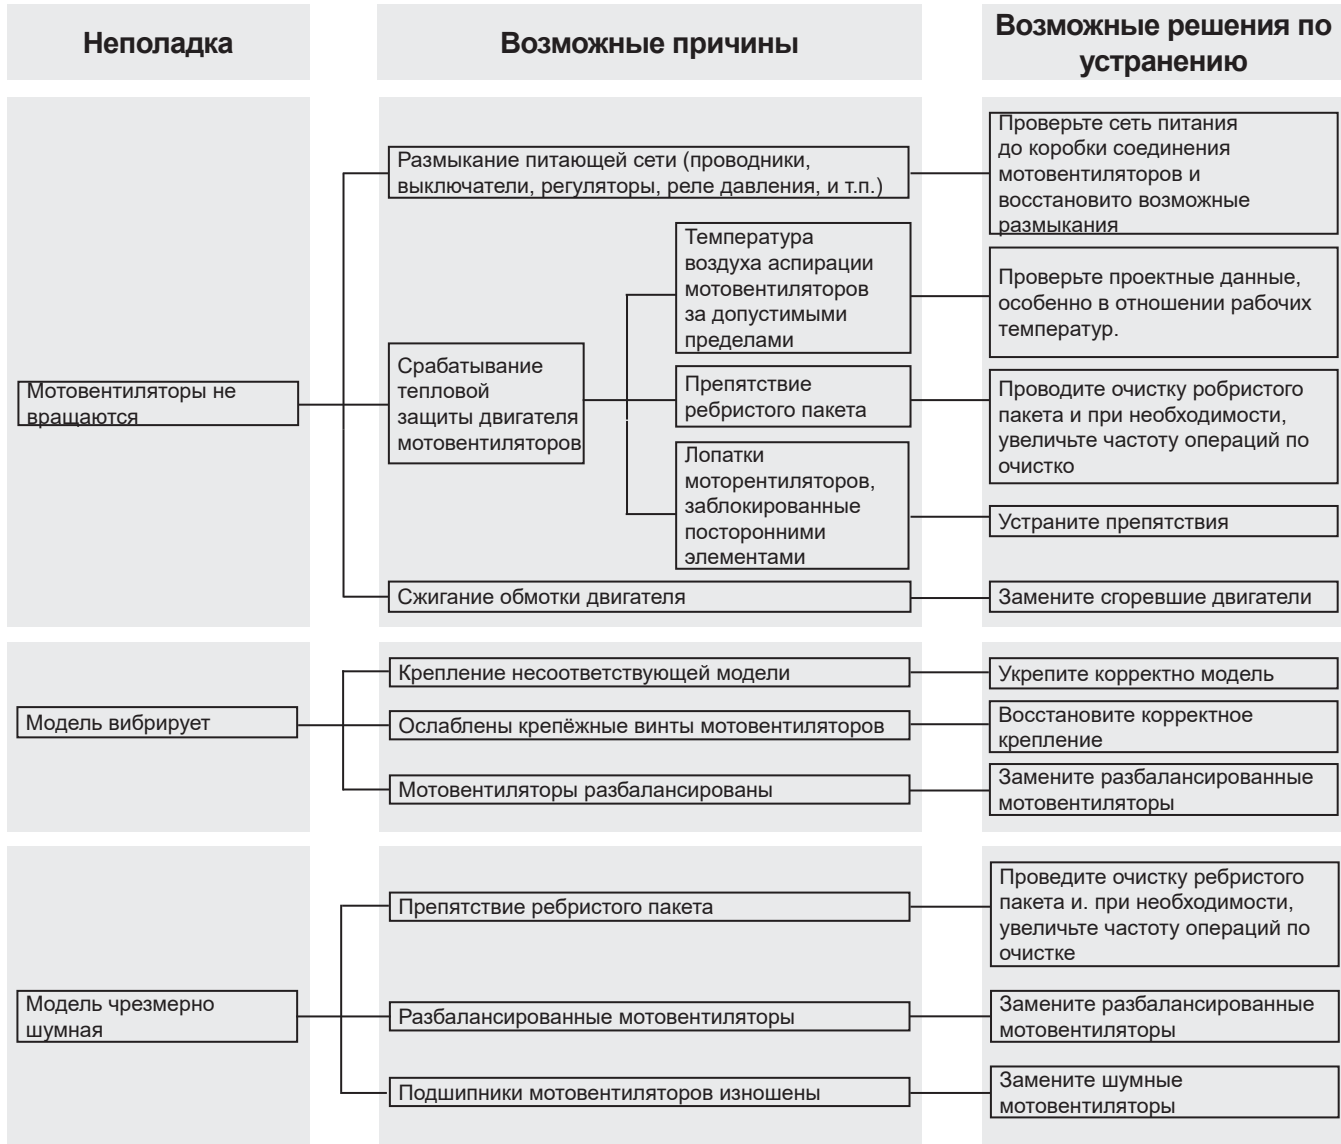 Неполадка
Возможные причины
Возможные решения по
устранению
Мотовентиляторы не
вращаются
Размыкание питающей сети (проводники,
выключатели, регуляторы, реле давления, и т.п.)
Проверьте сеть питания
до коробки соединения
мотовентиляторов и
восстановито возможные
размыкания
Срабатывание
тепловой
защиты двигателя
мотовентиляторов
Температура
воздуха аспирации
мотовентиляторов
за допустимыми
пределами
Проверьте проектные данные,
особенно в отношении рабочих
температур.
Препятствие
ребристого пакета
Проводите очистку робристого
пакета и при необходимости,
увеличьте частоту операций по
очистко
Лопатки
моторентиляторов,
заблокированные
посторонними
элементами
Устраните препятствия
Сжигание обмотки двигателя
Замените сгоревшие двигатели
Модель вибрирует
Крепление несоответствующей модели
Укрепите корректно модель
Ослаблены крепёжные винты мотовентиляторов
Восстановите корректное
крепление
Мотовентиляторы разбалансированы
Замените разбалансированные
мотовентиляторы
Модель чрезмерно
шумная
Препятствие ребристого пакета
Проведите очистку ребристого
пакета и. при необходимости,
увеличьте частоту операций по
очистке
Разбалансированные мотовентиляторы
Замените разбалансированные
мотовентиляторы
Подшипники мотовентиляторов изношены
Замените шумные
мотовентиляторы